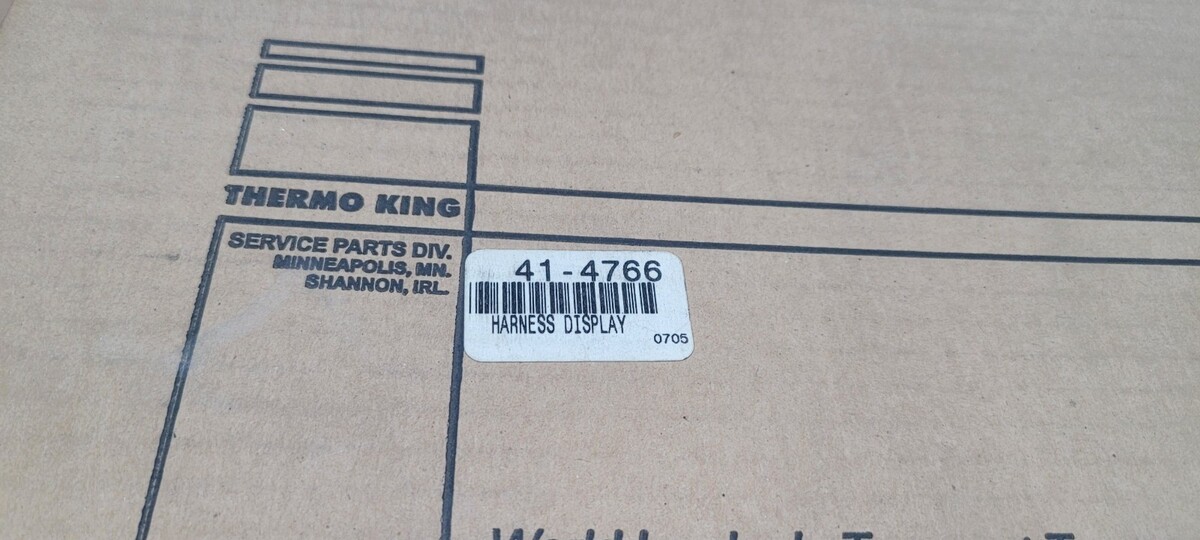 THERMO KING
SERVICE PARTS DIV.
MINNEAPOLIS, MN.
SHANNON, IRL.
41-4766
HARNESS DISPLAY
0705